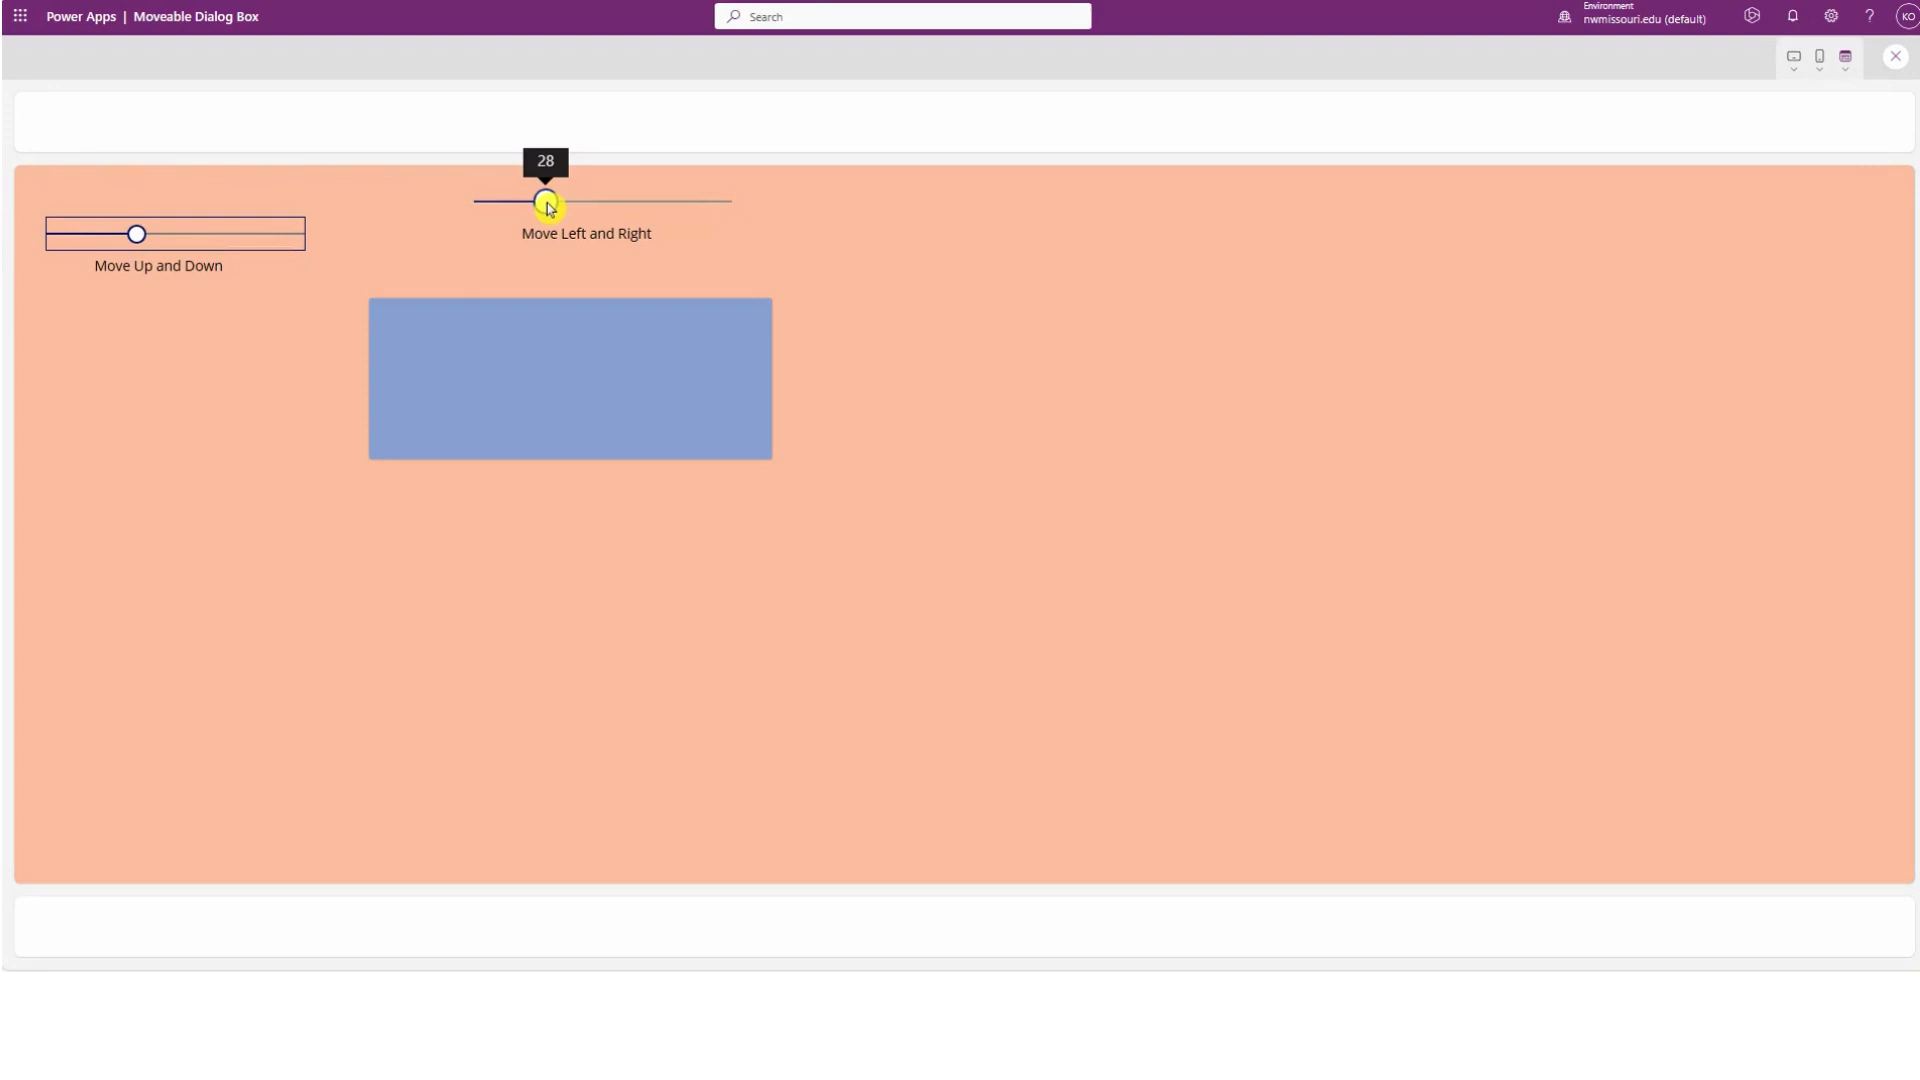 Power Apps | Moveable Dialog Box
Search
Environment
nwmissouri.edu (default)
?
KO
28
Move Left and Right
Move Up and Down